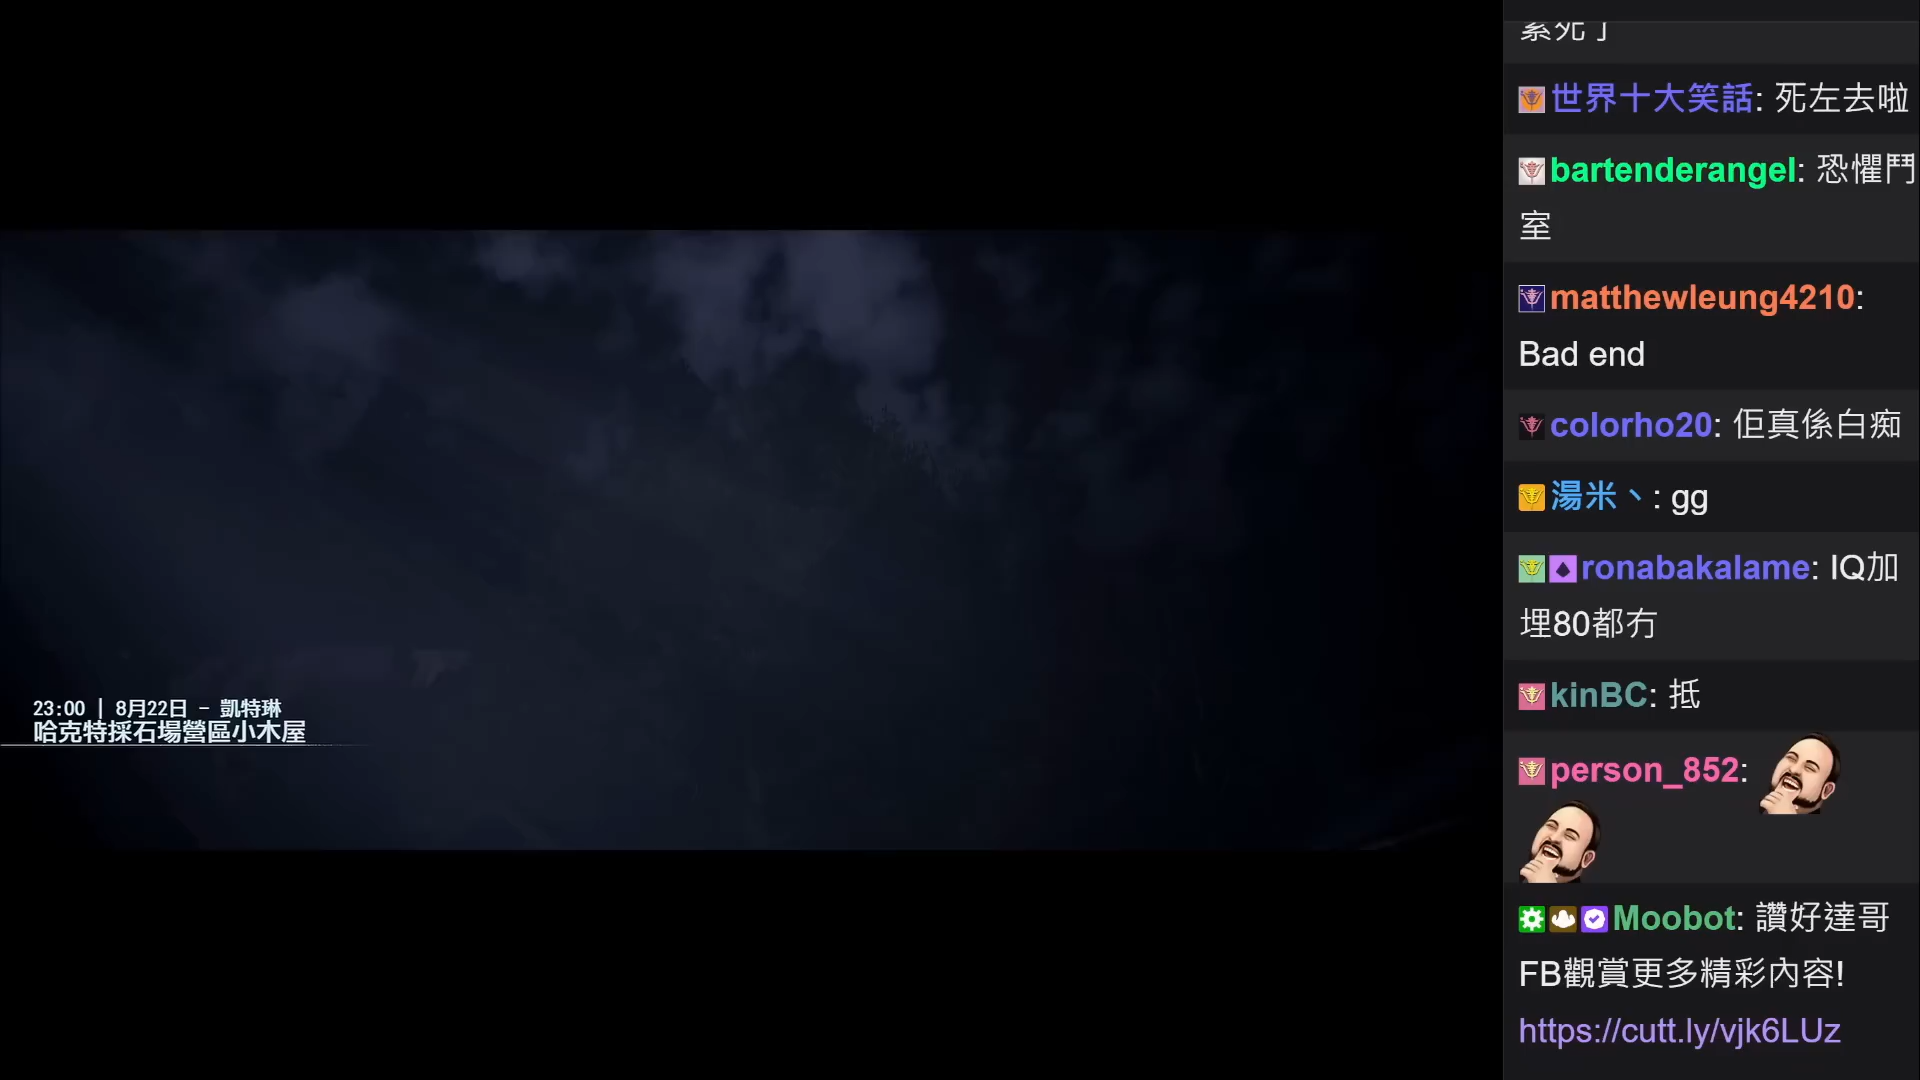 23:00 | 8月22日 - 凱特琳
哈克特採石場營區小木屋
累死了
世界十大笑話: 死左去啦
bartenderangel: 恐懼鬥
室
matthewleung4210:
Bad end
colorho20: 佢真係白痴
湯米丶: gg
ronabakalame: IQ加
埋80都冇
kinBC: 抵
person_852:
Moobot: 讚好達哥
FB觀賞更多精彩內容!
https://cutt.ly/vjk6LUz